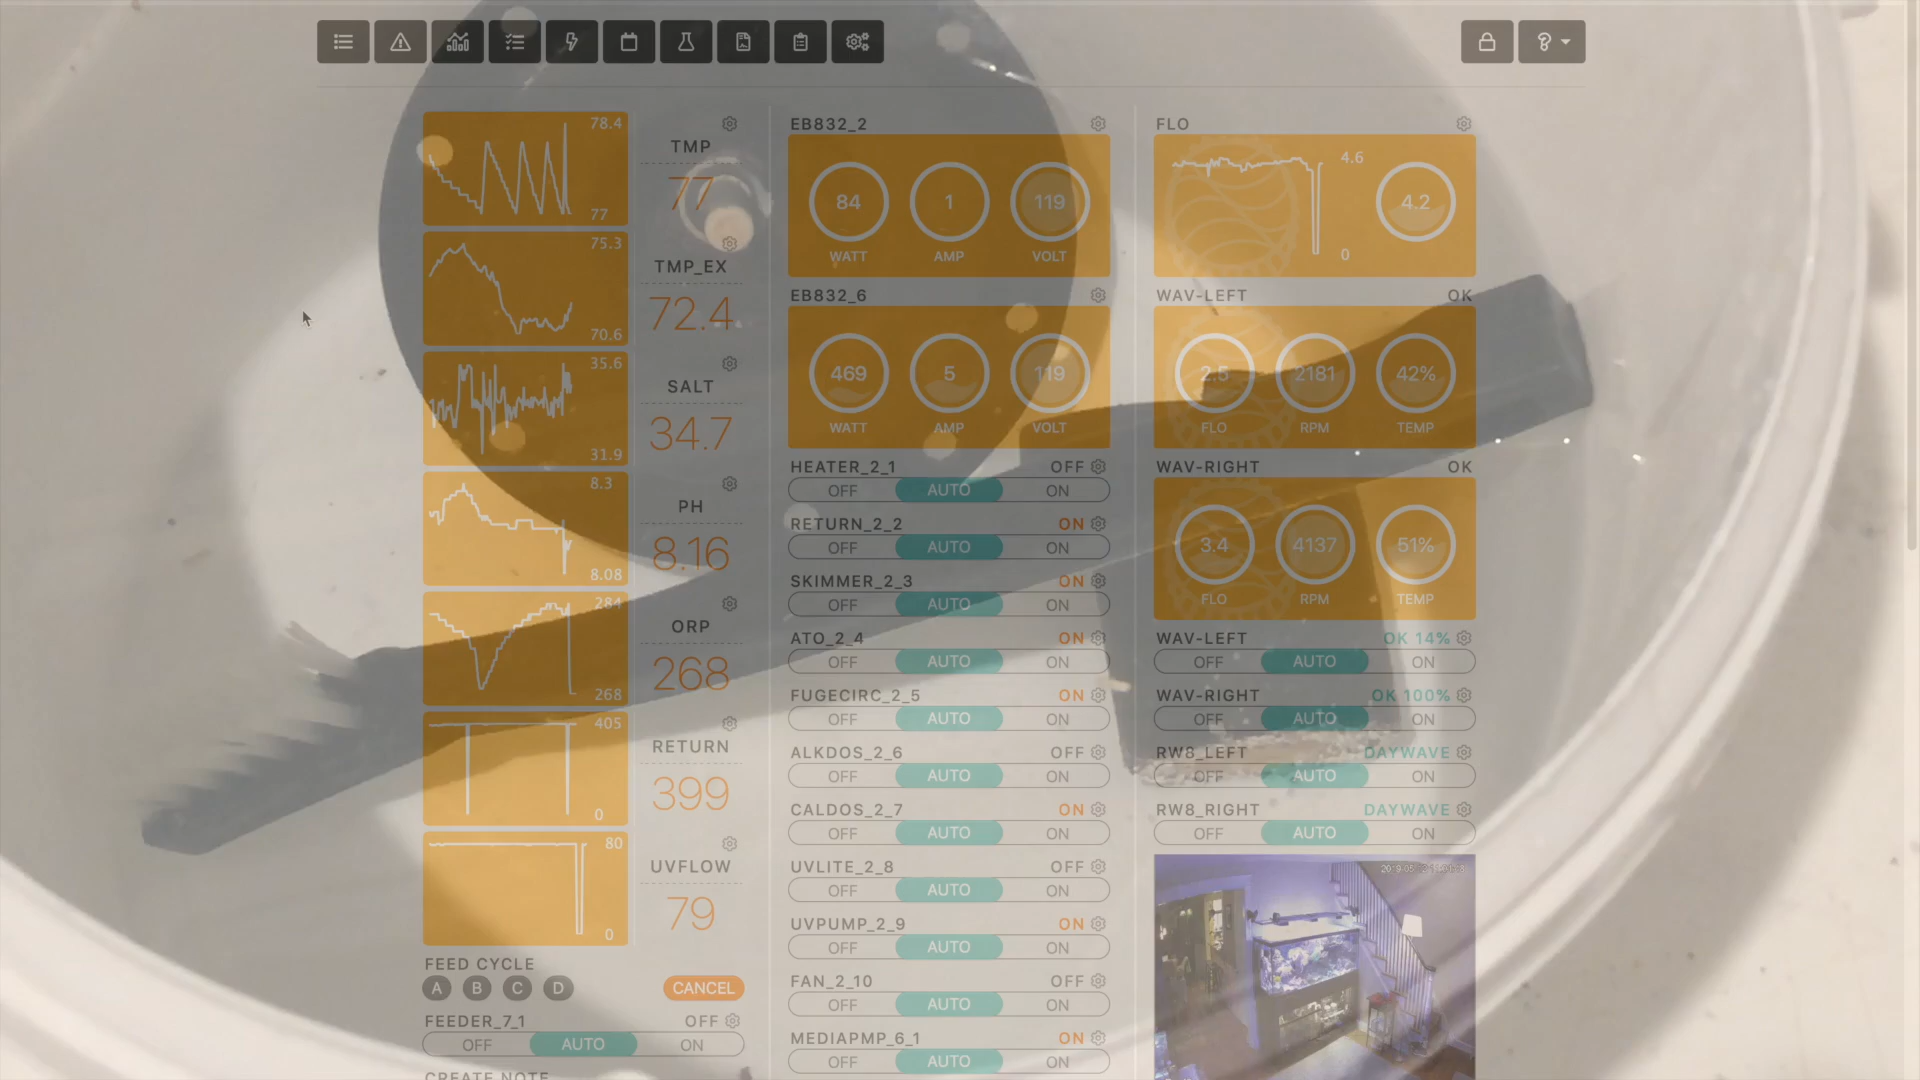 78.4
77
TMP
77
75.3
70.6
TMP_EX
72.4
35.6
31.9
SALT
34.7
8.3
8.08
PH
8.16
284
268
ORP
268
405
0
RETURN
399
80
0
UVFLOW
79
FEED CYCLE
A B C D CANCEL
FEEDER_7_1 OFF
OFF AUTO ON
CREATE NOTE
EB832_2
84 1 119
WATT AMP VOLT
EB832_6
469 5 119
WATT AMP VOLT
HEATER_2_1 OFF
OFF AUTO ON
RETURN_2_2 ON
OFF AUTO ON
SKIMMER_2_3 ON
OFF AUTO ON
ATO_2_4 ON
OFF AUTO ON
FUGECIRC_2_5 ON
OFF AUTO ON
ALKDOS_2_6 OFF
OFF AUTO ON
CALDOS_2_7 ON
OFF AUTO ON
UVLITE_2_8 OFF
OFF AUTO ON
UVPUMP_2_9 ON
OFF AUTO ON
FAN_2_10 OFF
OFF AUTO ON
MEDIAPMP_6_1 ON
OFF AUTO ON
FLO
4.6
4.2
0
WAV-LEFT OK
2.5 2181 42%
FLO RPM TEMP
WAV-RIGHT OK
3.4 4137 51%
FLO RPM TEMP
WAV-LEFT OK 14%
OFF AUTO ON
WAV-RIGHT OK 100%
OFF AUTO ON
RW8_LEFT DAYWAVE
OFF AUTO ON
RW8_RIGHT DAYWAVE
OFF AUTO ON